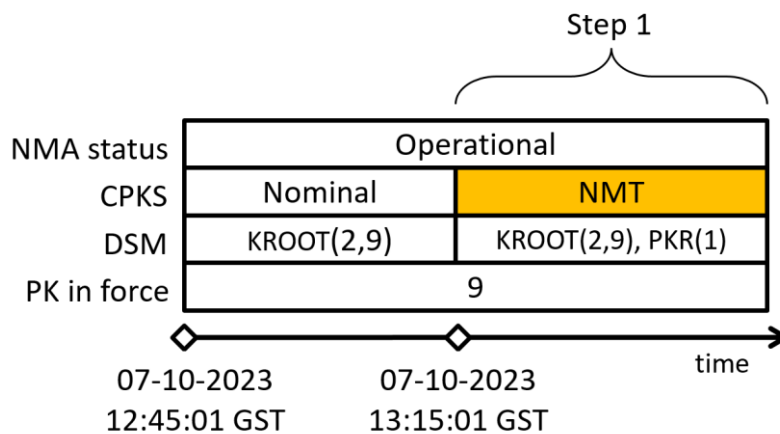 Step 1
NMA status Operational
CPKS Nominal NMT
DSM KROOT(2,9) KROOT(2,9), PKR(1)
PK in force 9
time
07-10-2023 07-10-2023
12:45:01 GST 13:15:01 GST